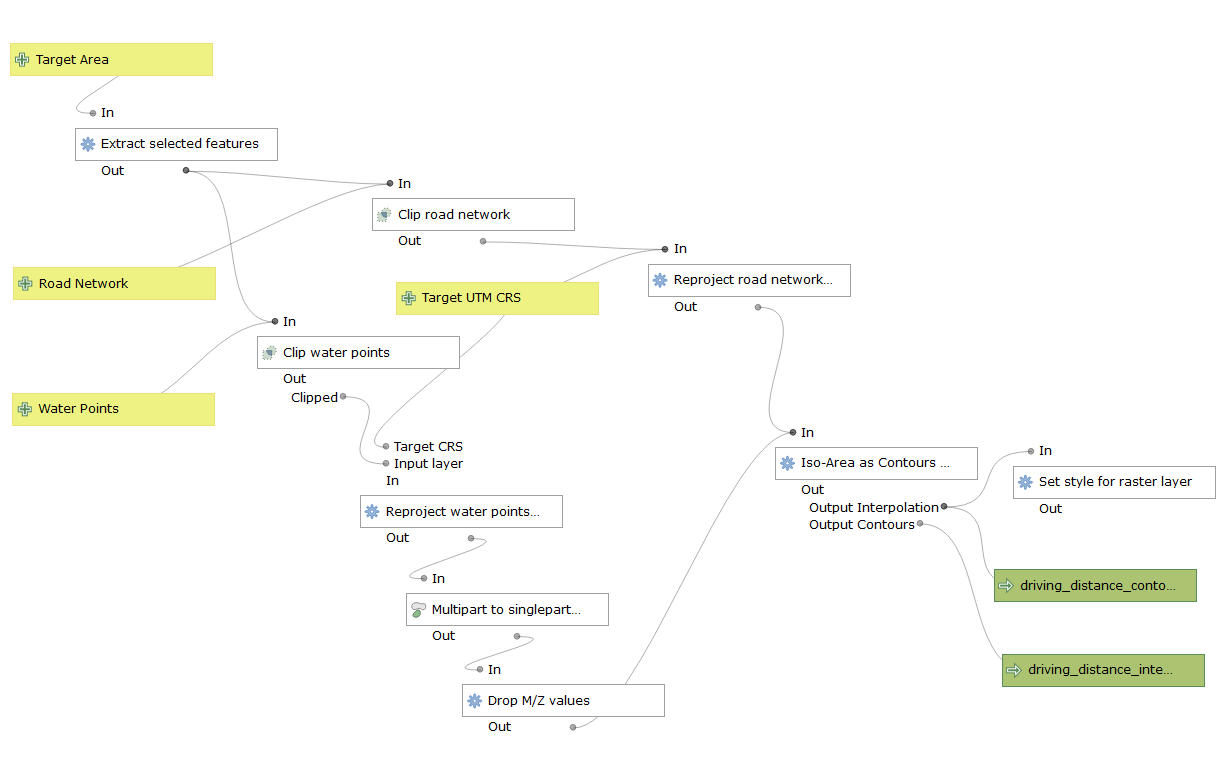 Target Area
In
Extract selected features
Out
In
Clip road network
Out
In
Road Network
Target UTM CRS
Reproject road network...
Out
In
Clip water points
Out
Clipped
Water Points
Target CRS
Input layer
In
Reproject water points...
Out
In
Multipart to singlepart...
Out
In
Drop M/Z values
Out
In
Iso-Area as Contours ...
Out
Output Interpolation
Output Contours
In
Set style for raster layer
Out
driving_distance_conto...
driving_distance_inte...